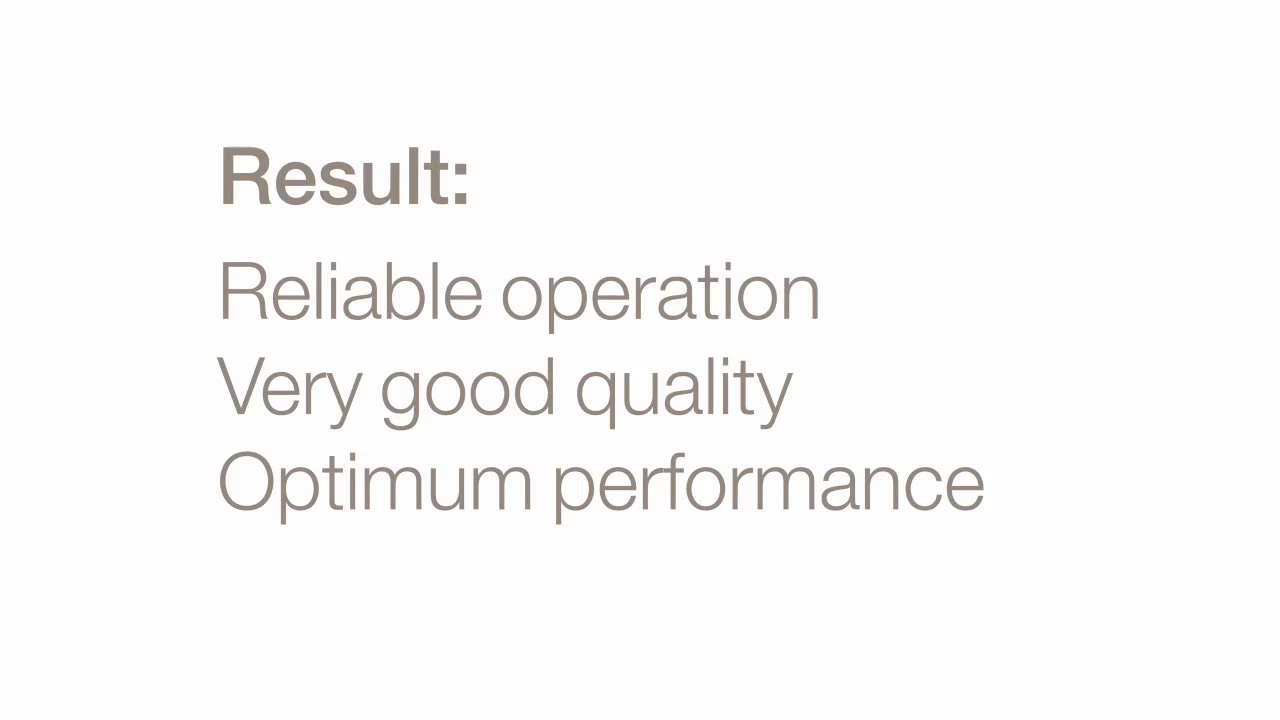 Result:
Reliable operation
Very good quality
Optimum performance